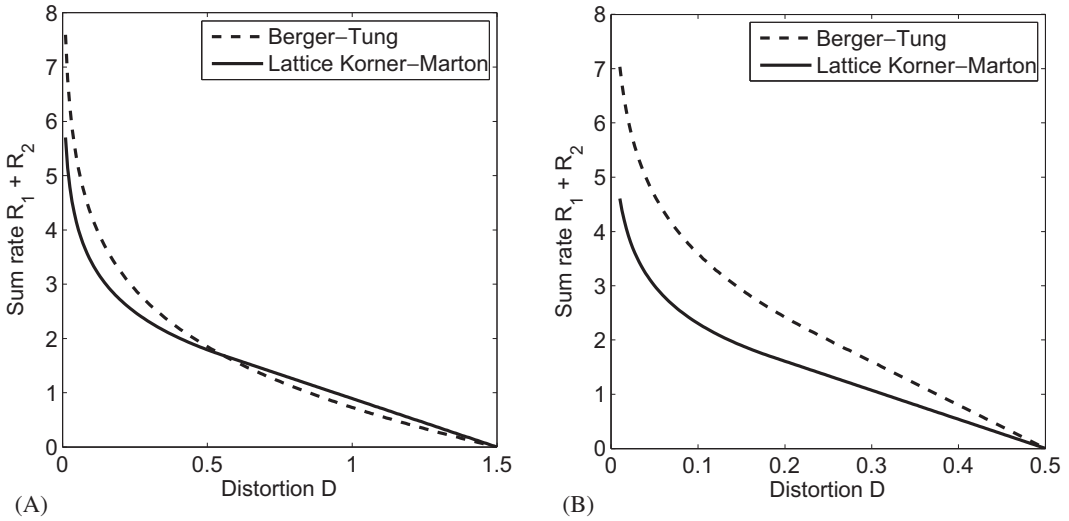 8
7
6
5
4
3
2
1
0
Sum rate R1 + R2
Berger−Tung
Lattice Korner−Marton
0
0.5
1
1.5
Distortion D
(A)
8
7
6
5
4
3
2
1
0
Sum rate R1 + R2
Berger−Tung
Lattice Korner−Marton
0
0.1
0.2
0.3
0.4
0.5
Distortion D
(B)